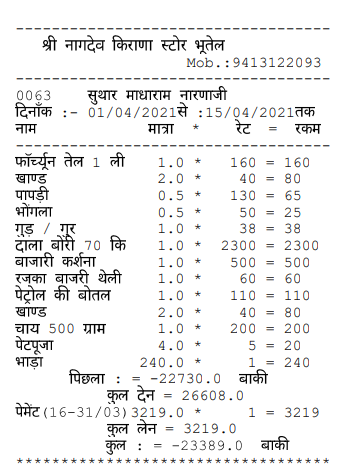 ------------------------------------
श्री नागदेव किराणा स्टोर भूतेल
Mob.:9413122093
------------------------------------
0063 सुथार माधाराम नारणाजी
दिनाँक :- 01/04/2021से :15/04/2021तक
नाम मात्रा * रेट = रकम
------------------------------------
फॉर्च्यून तेल 1 ली 1.0 * 160 = 160
खाण्ड 2.0 * 40 = 80
पापड़ी 0.5 * 130 = 65
भोंगला 0.5 * 50 = 25
गुड़ / गुर 1.0 * 38 = 38
दाला बोरी 70 कि 1.0 * 2300 = 2300
बाजारी कर्शना 1.0 * 500 = 500
रजका बाजरी थेली 1.0 * 60 = 60
पेट्रोल की बोतल 1.0 * 110 = 110
खाण्ड 2.0 * 40 = 80
चाय 500 ग्राम 1.0 * 200 = 200
पेटपूजा 4.0 * 5 = 20
भाड़ा 240.0 * 1 = 240
पिछला : = -22730.0 बाकी
कुल देन = 26608.0
पेमेंट(16-31/03)3219.0 * 1 = 3219
कुल लेन = 3219.0
कुल : = -23389.0 बाकी
************************************